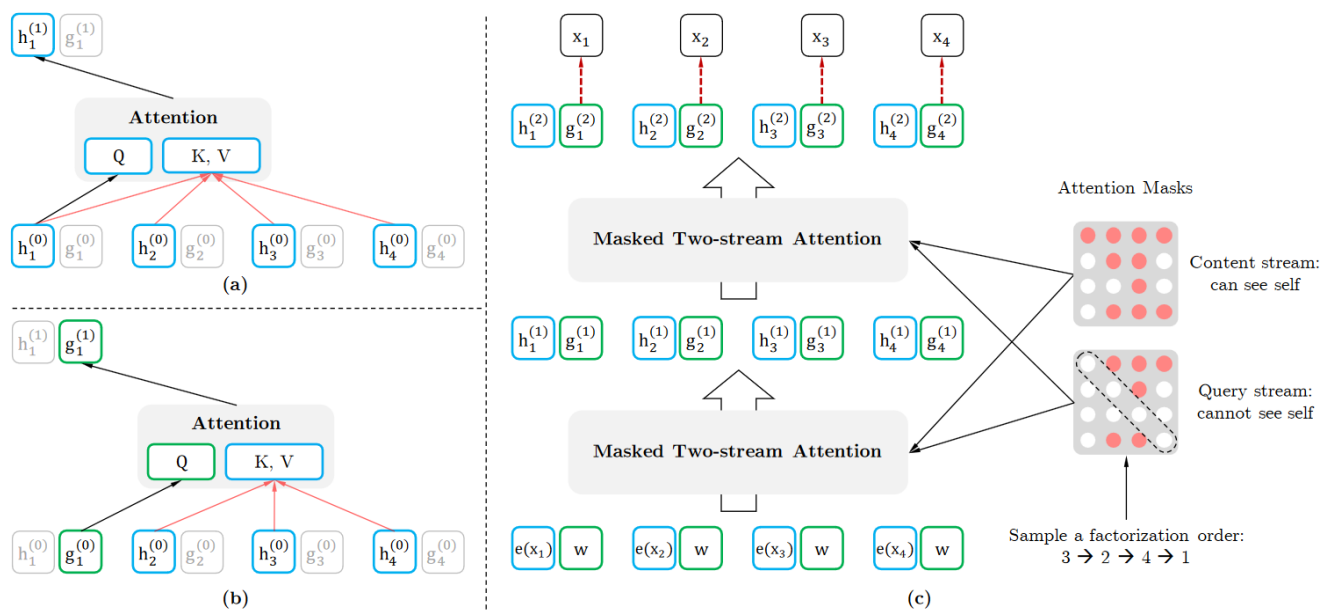 h₁⁽¹⁾ g₁⁽¹⁾
Attention
Q K, V
h₁⁽⁰⁾ g₁⁽⁰⁾ h₂⁽⁰⁾ g₂⁽⁰⁾ h₃⁽⁰⁾ g₃⁽⁰⁾ h₄⁽⁰⁾ g₄⁽⁰⁾
(a)
h₁⁽¹⁾ g₁⁽¹⁾
Attention
Q K, V
h₁⁽⁰⁾ g₁⁽⁰⁾ h₂⁽⁰⁾ g₂⁽⁰⁾ h₃⁽⁰⁾ g₃⁽⁰⁾ h₄⁽⁰⁾ g₄⁽⁰⁾
(b)
x₁ x₂ x₃ x₄
h₁⁽²⁾ g₁⁽²⁾ h₂⁽²⁾ g₂⁽²⁾ h₃⁽²⁾ g₃⁽²⁾ h₄⁽²⁾ g₄⁽²⁾
Masked Two-stream Attention
h₁⁽¹⁾ g₁⁽¹⁾ h₂⁽¹⁾ g₂⁽¹⁾ h₃⁽¹⁾ g₃⁽¹⁾ h₄⁽¹⁾ g₄⁽¹⁾
Masked Two-stream Attention
e(x₁) w e(x₂) w e(x₃) w e(x₄) w
Attention Masks
Content stream:
can see self
Query stream:
cannot see self
Sample a factorization order:
3 → 2 → 4 → 1
(c)